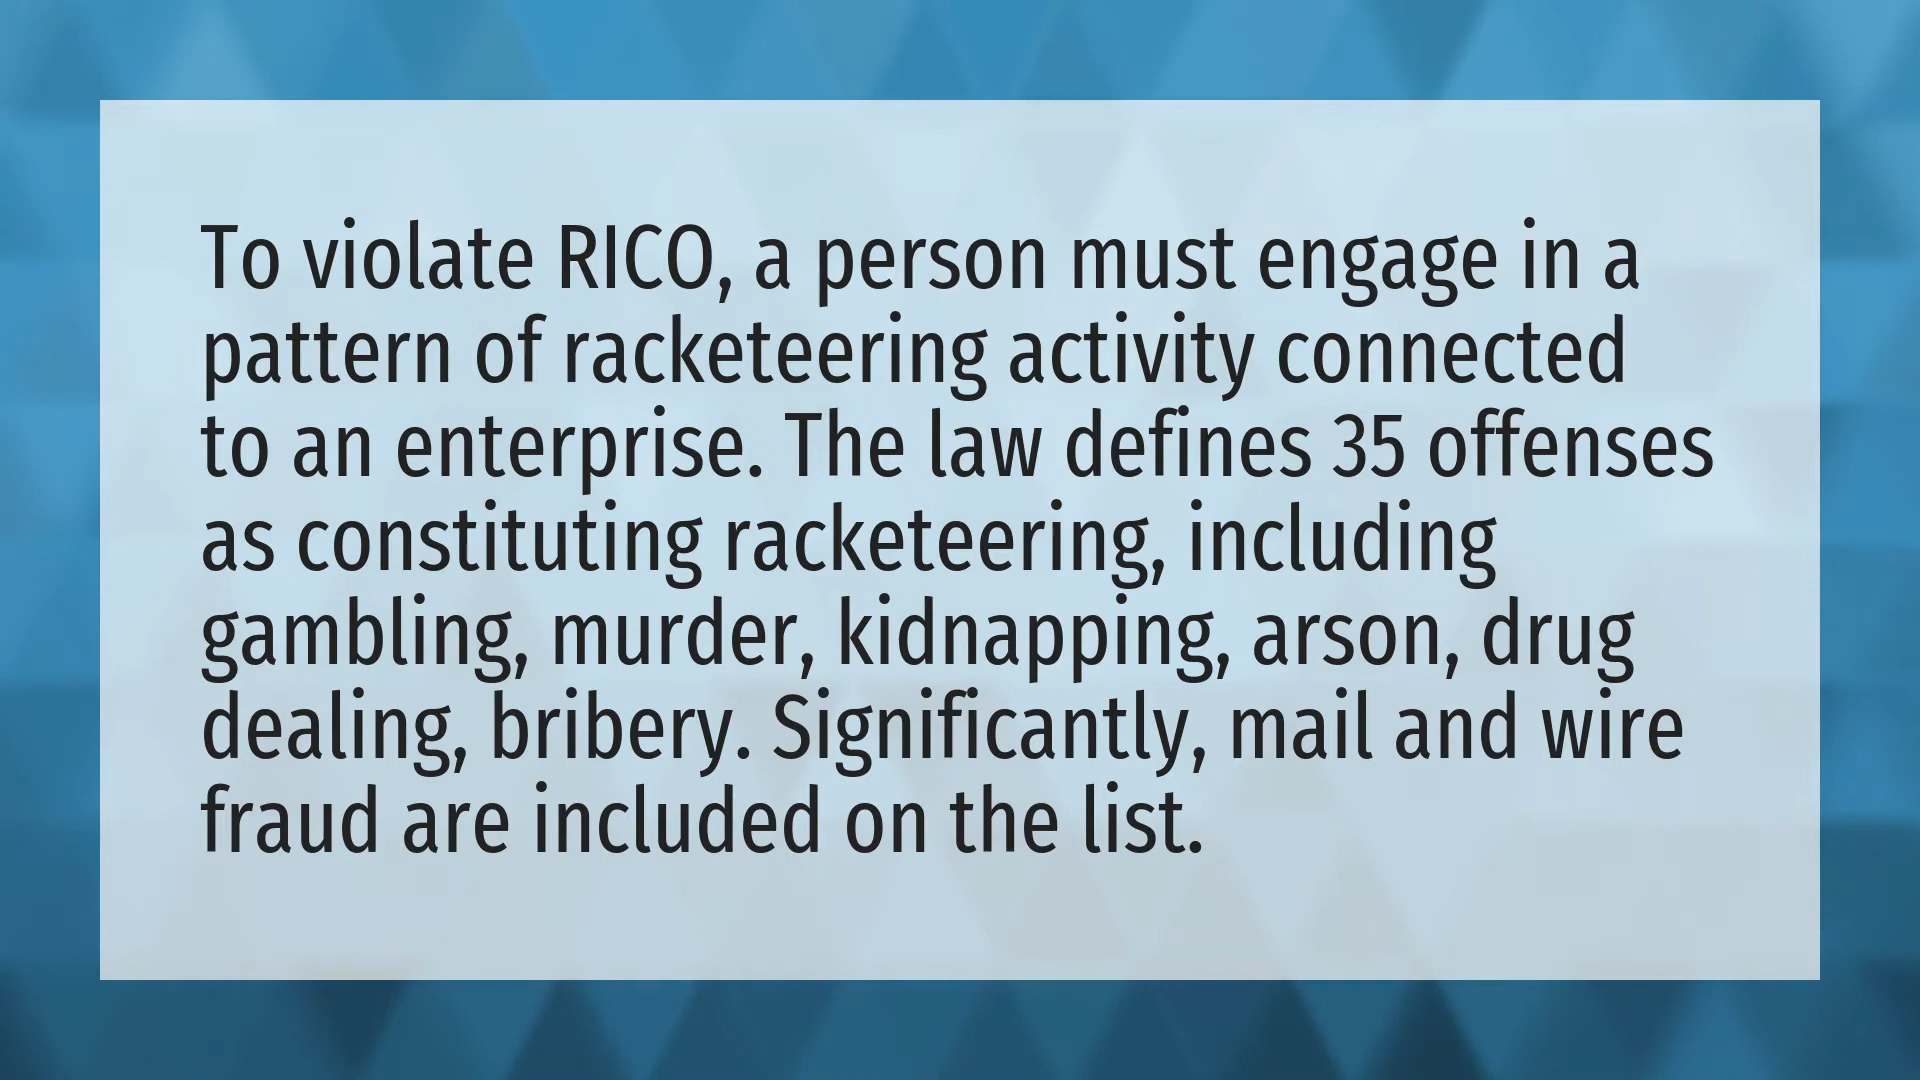 To violate RICO, a person must engage in a
pattern of racketeering activity connected
to an enterprise. The law defines 35 offenses
as constituting racketeering, including
gambling, murder, kidnapping, arson, drug
dealing, bribery. Significantly, mail and wire
fraud are included on the list.